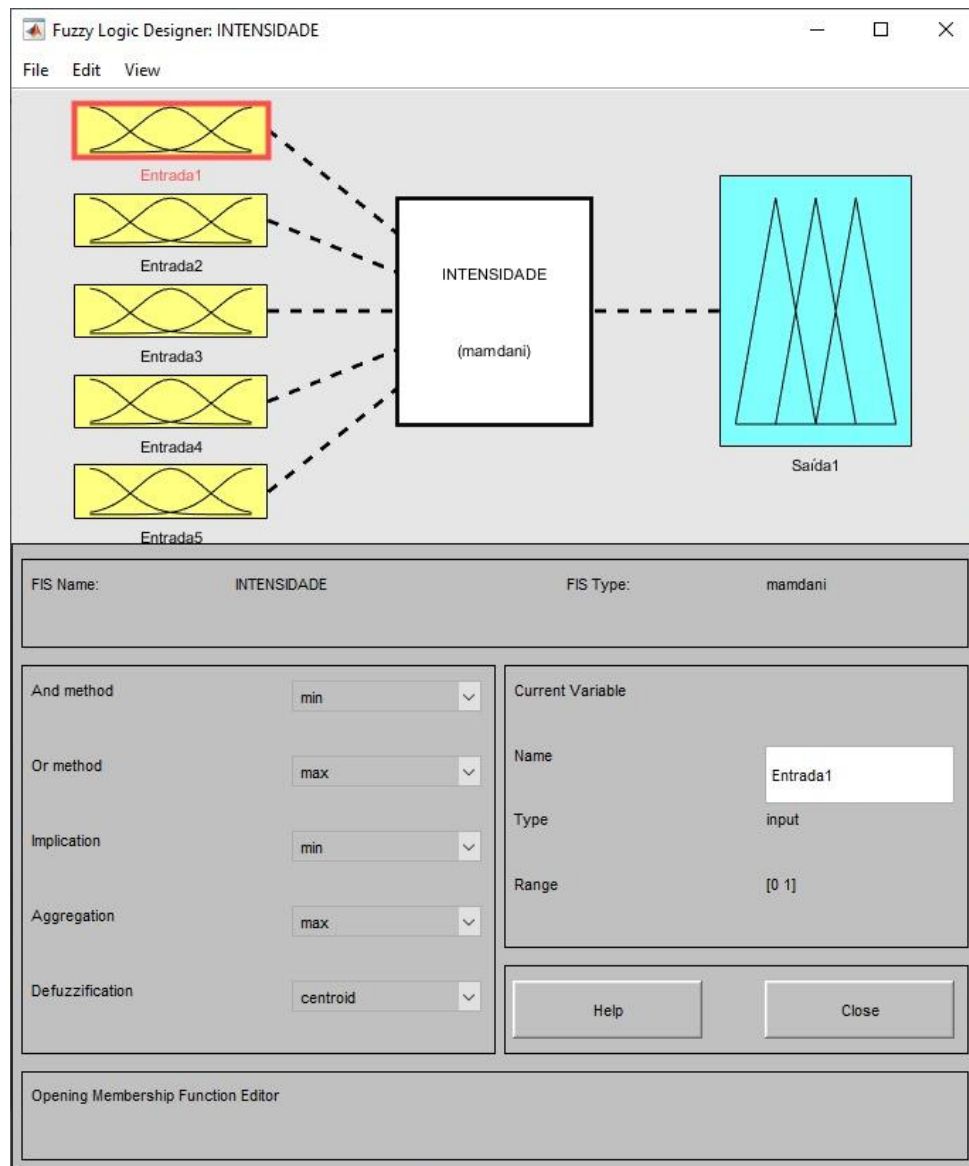 Fuzzy Logic Designer: INTENSIDADE
File Edit View
Entrada1
Entrada2
Entrada3
Entrada4
Entrada5
INTENSIDADE
(mamdani)
Saída1
FIS Name: INTENSIDADE FIS Type: mamdani
And method min
Or method max
Implication min
Aggregation max
Defuzzification centroid
Current Variable
Name Entrada1
Type input
Range [0 1]
Help Close
Opening Membership Function Editor